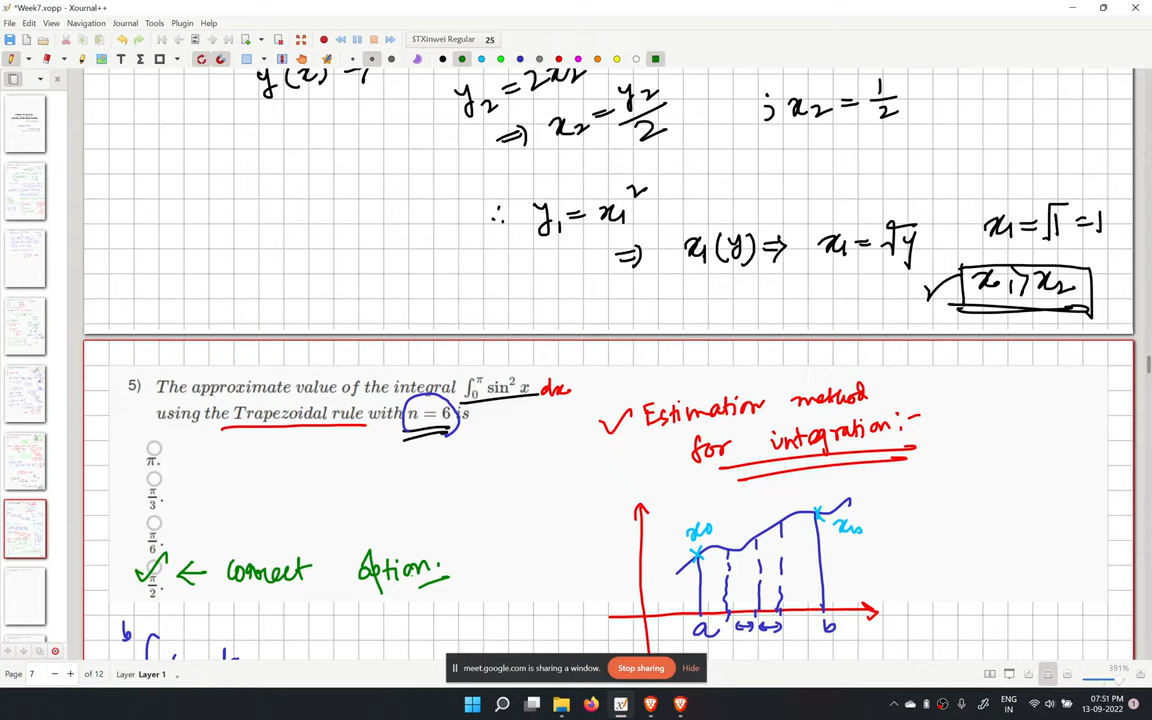 *Week7.xopp - Xournal++
File Edit View Navigation Journal Tools Plugin Help
STXinwei Regular 25
y(x) →
y₂ = 2x₂
⇒ x₂ = y₂/2 ; x₂ = 1/2
∴ y₁ = x₁²
⇒ x₁(y) ⇒ x₁ = √y
x₁ = √1 = 1
x₁ > x₂
5) The approximate value of the integral ∫₀^π sin² x dx
using the Trapezoidal rule with n = 6 is
π.
π/3.
π/6.
π/2.
← correct option.
✓ Estimation method
for integration:-
x₀
a
b
b
Page 7 of 12 Layer Layer 1
391%
meet.google.com is sharing a window. Stop sharing Hide
ENG
IN
07:51 PM
13-09-2022